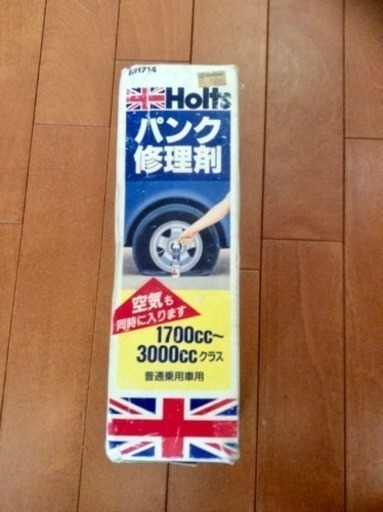 MH714
Holts
パンク
修理剤
空気も
同時に入ります
1700cc〜
3000ccクラス
普通乗用車用